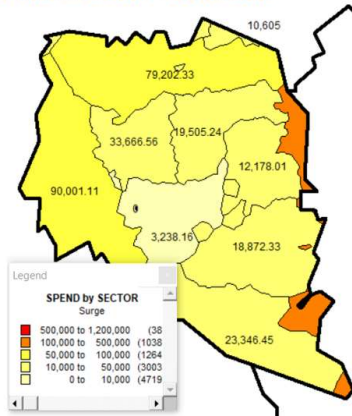 10,605
79,202.33
19,505.24
33,666.56
12,178.01
90,001.11
3,238.16
18,872.33
23,346.45
Legend
SPEND by SECTOR
Surge
500,000 to 1,200,000 (38
100,000 to 500,000 (1038
50,000 to 100,000 (1264
10,000 to 50,000 (3003
0 to 10,000 (4719